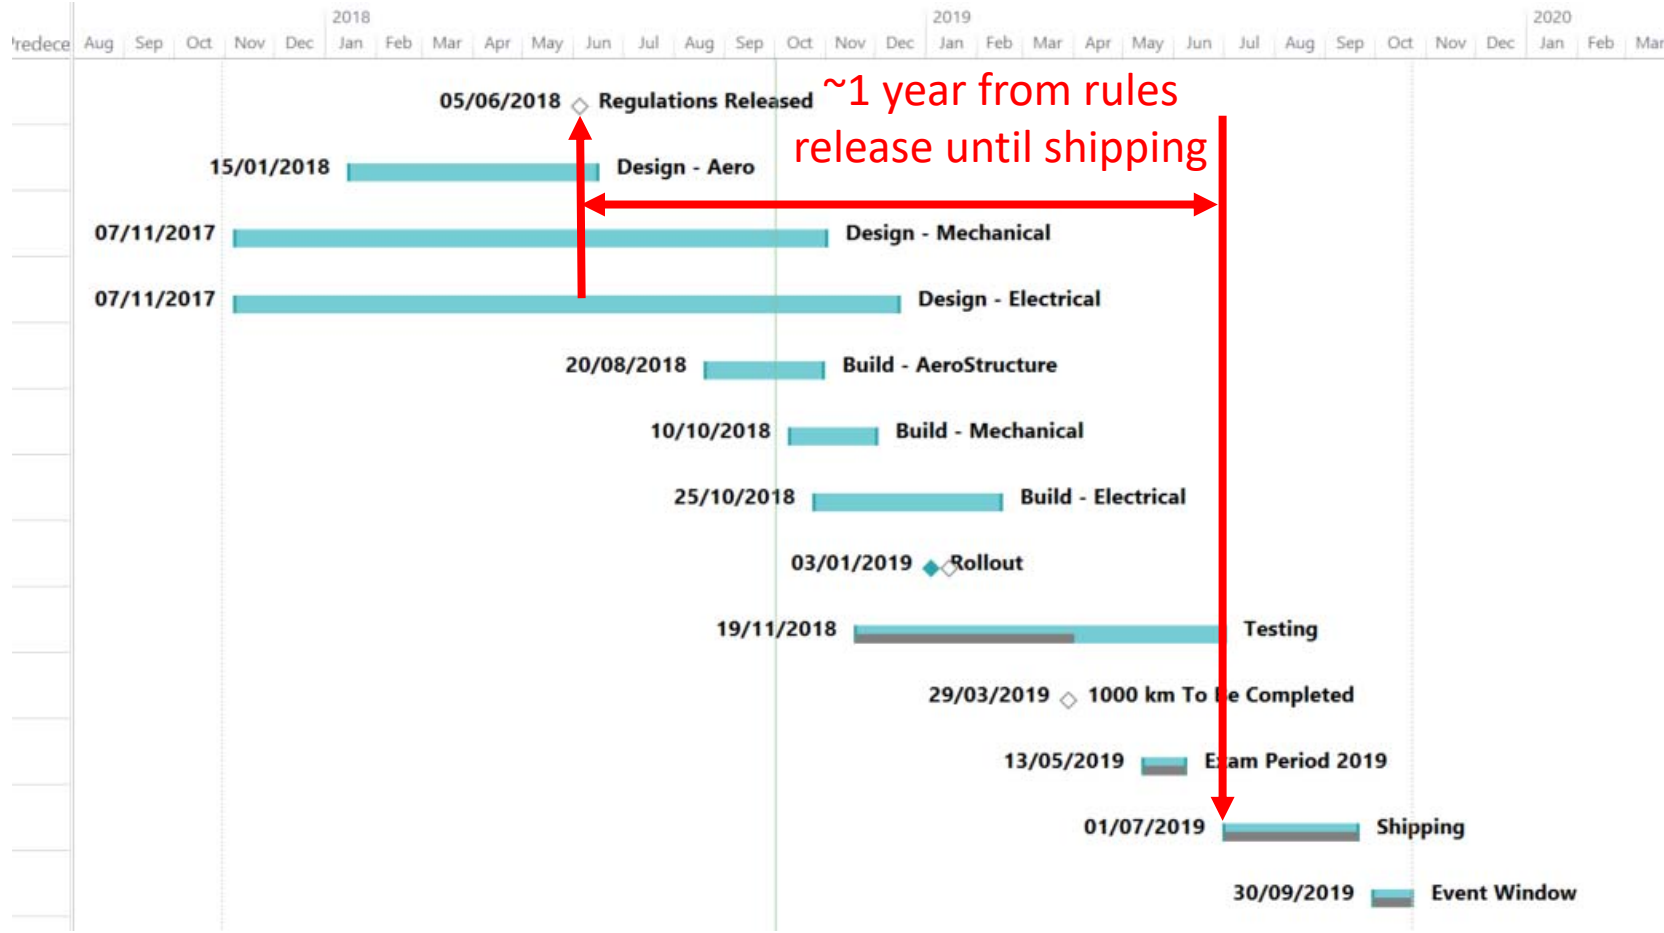 2018 2019 2020
Predece Aug Sep Oct Nov Dec Jan Feb Mar Apr May Jun Jul Aug Sep Oct Nov Dec Jan Feb Mar Apr May Jun Jul Aug Sep Oct Nov Dec Jan Feb Mar
~1 year from rules
release until shipping
05/06/2018 Regulations Released
15/01/2018 Design - Aero
07/11/2017 Design - Mechanical
07/11/2017 Design - Electrical
20/08/2018 Build - AeroStructure
10/10/2018 Build - Mechanical
25/10/2018 Build - Electrical
03/01/2019 Rollout
19/11/2018 Testing
29/03/2019 1000 km To Be Completed
13/05/2019 Exam Period 2019
01/07/2019 Shipping
30/09/2019 Event Window